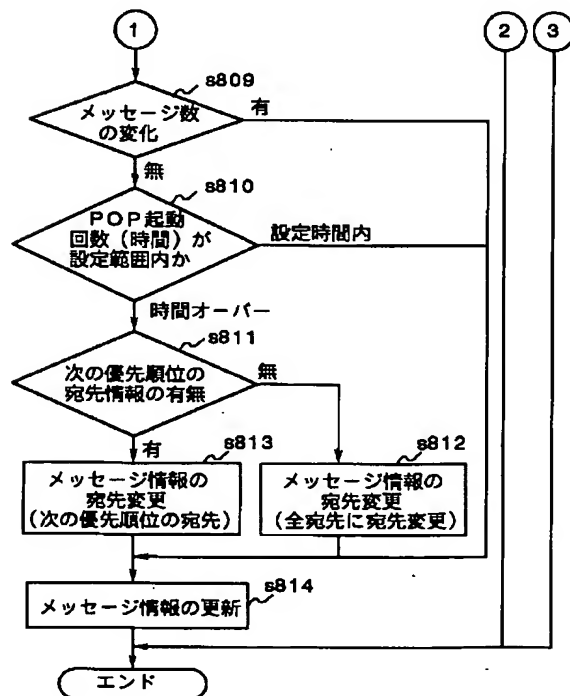 1
2
3
s809
メッセージ数
の変化
有
無
s810
POP起動
回数(時間)が
設定範囲内か
設定時間内
時間オーバー
s811
次の優先順位の
宛先情報の有無
無
有
s813
メッセージ情報の
宛先変更
(次の優先順位の宛先)
s812
メッセージ情報の
宛先変更
(全宛先に宛先変更)
s814
メッセージ情報の更新
エンド